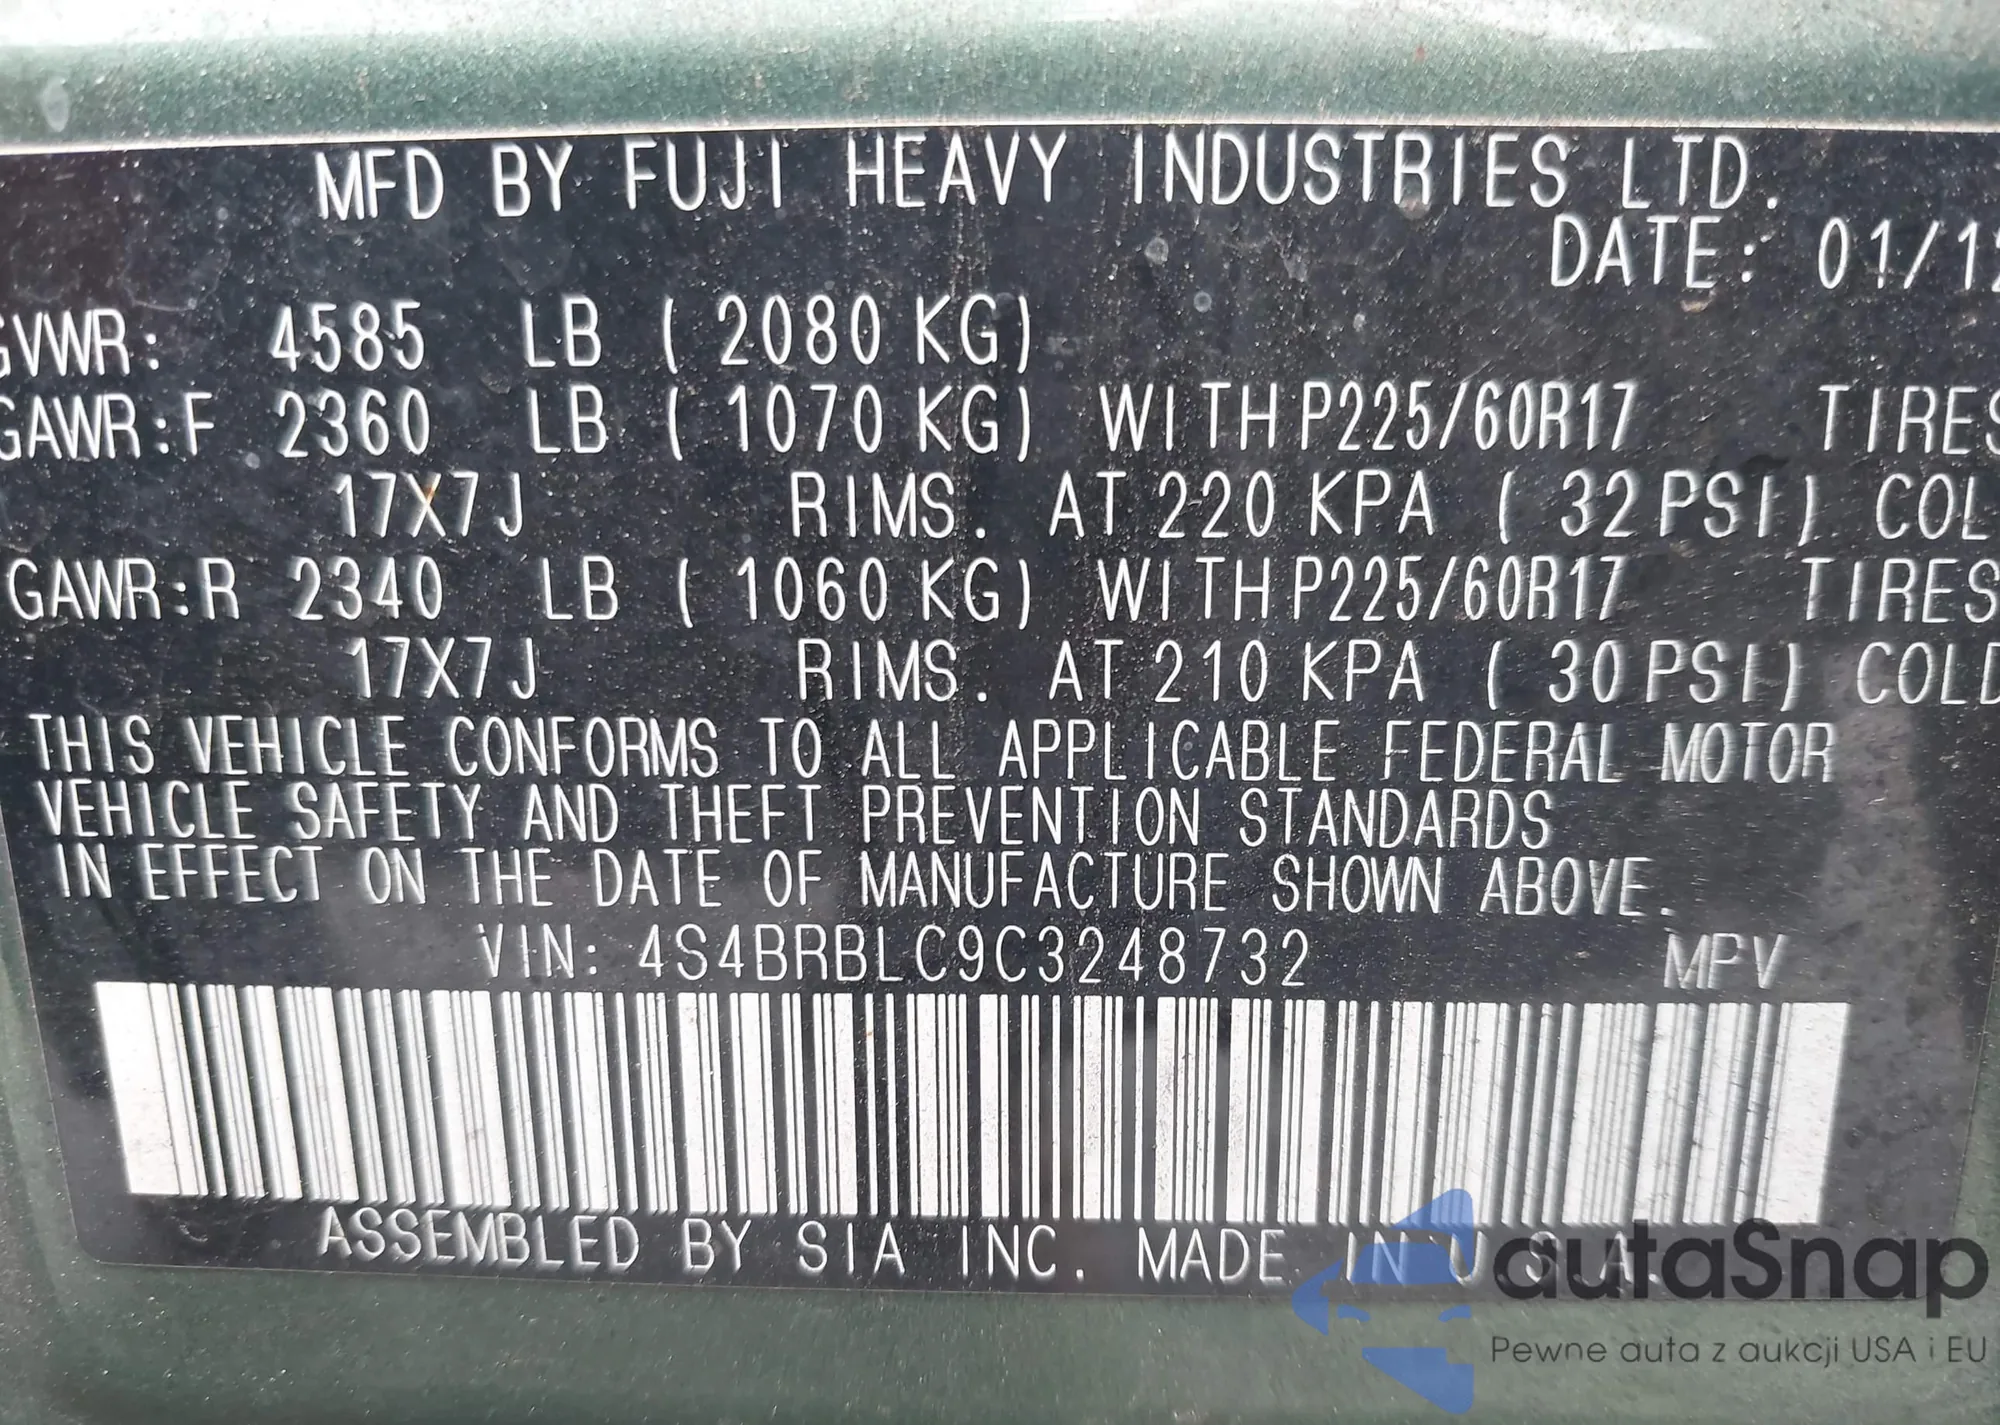 MFD BY FUJI HEAVY INDUSTRIES LTD.
DATE: 01/12
GVWR: 4585 LB ( 2080 KG)
GAWR:F 2360 LB ( 1070 KG) WITH P225/60R17 TIRES
17X7J RIMS. AT 220 KPA ( 32 PSI) COL
GAWR:R 2340 LB ( 1060 KG) WITH P225/60R17 TIRES
17X7J RIMS. AT 210 KPA ( 30 PSI) COLD
THIS VEHICLE CONFORMS TO ALL APPLICABLE FEDERAL MOTOR
VEHICLE SAFETY AND THEFT PREVENTION STANDARDS
IN EFFECT ON THE DATE OF MANUFACTURE SHOWN ABOVE.
VIN: 4S4BRBLC9C3248732 MPV
ASSEMBLED BY SIA INC. MADE IN U.S.A.
autaSnap
Pewne auta z aukcji USA i EU